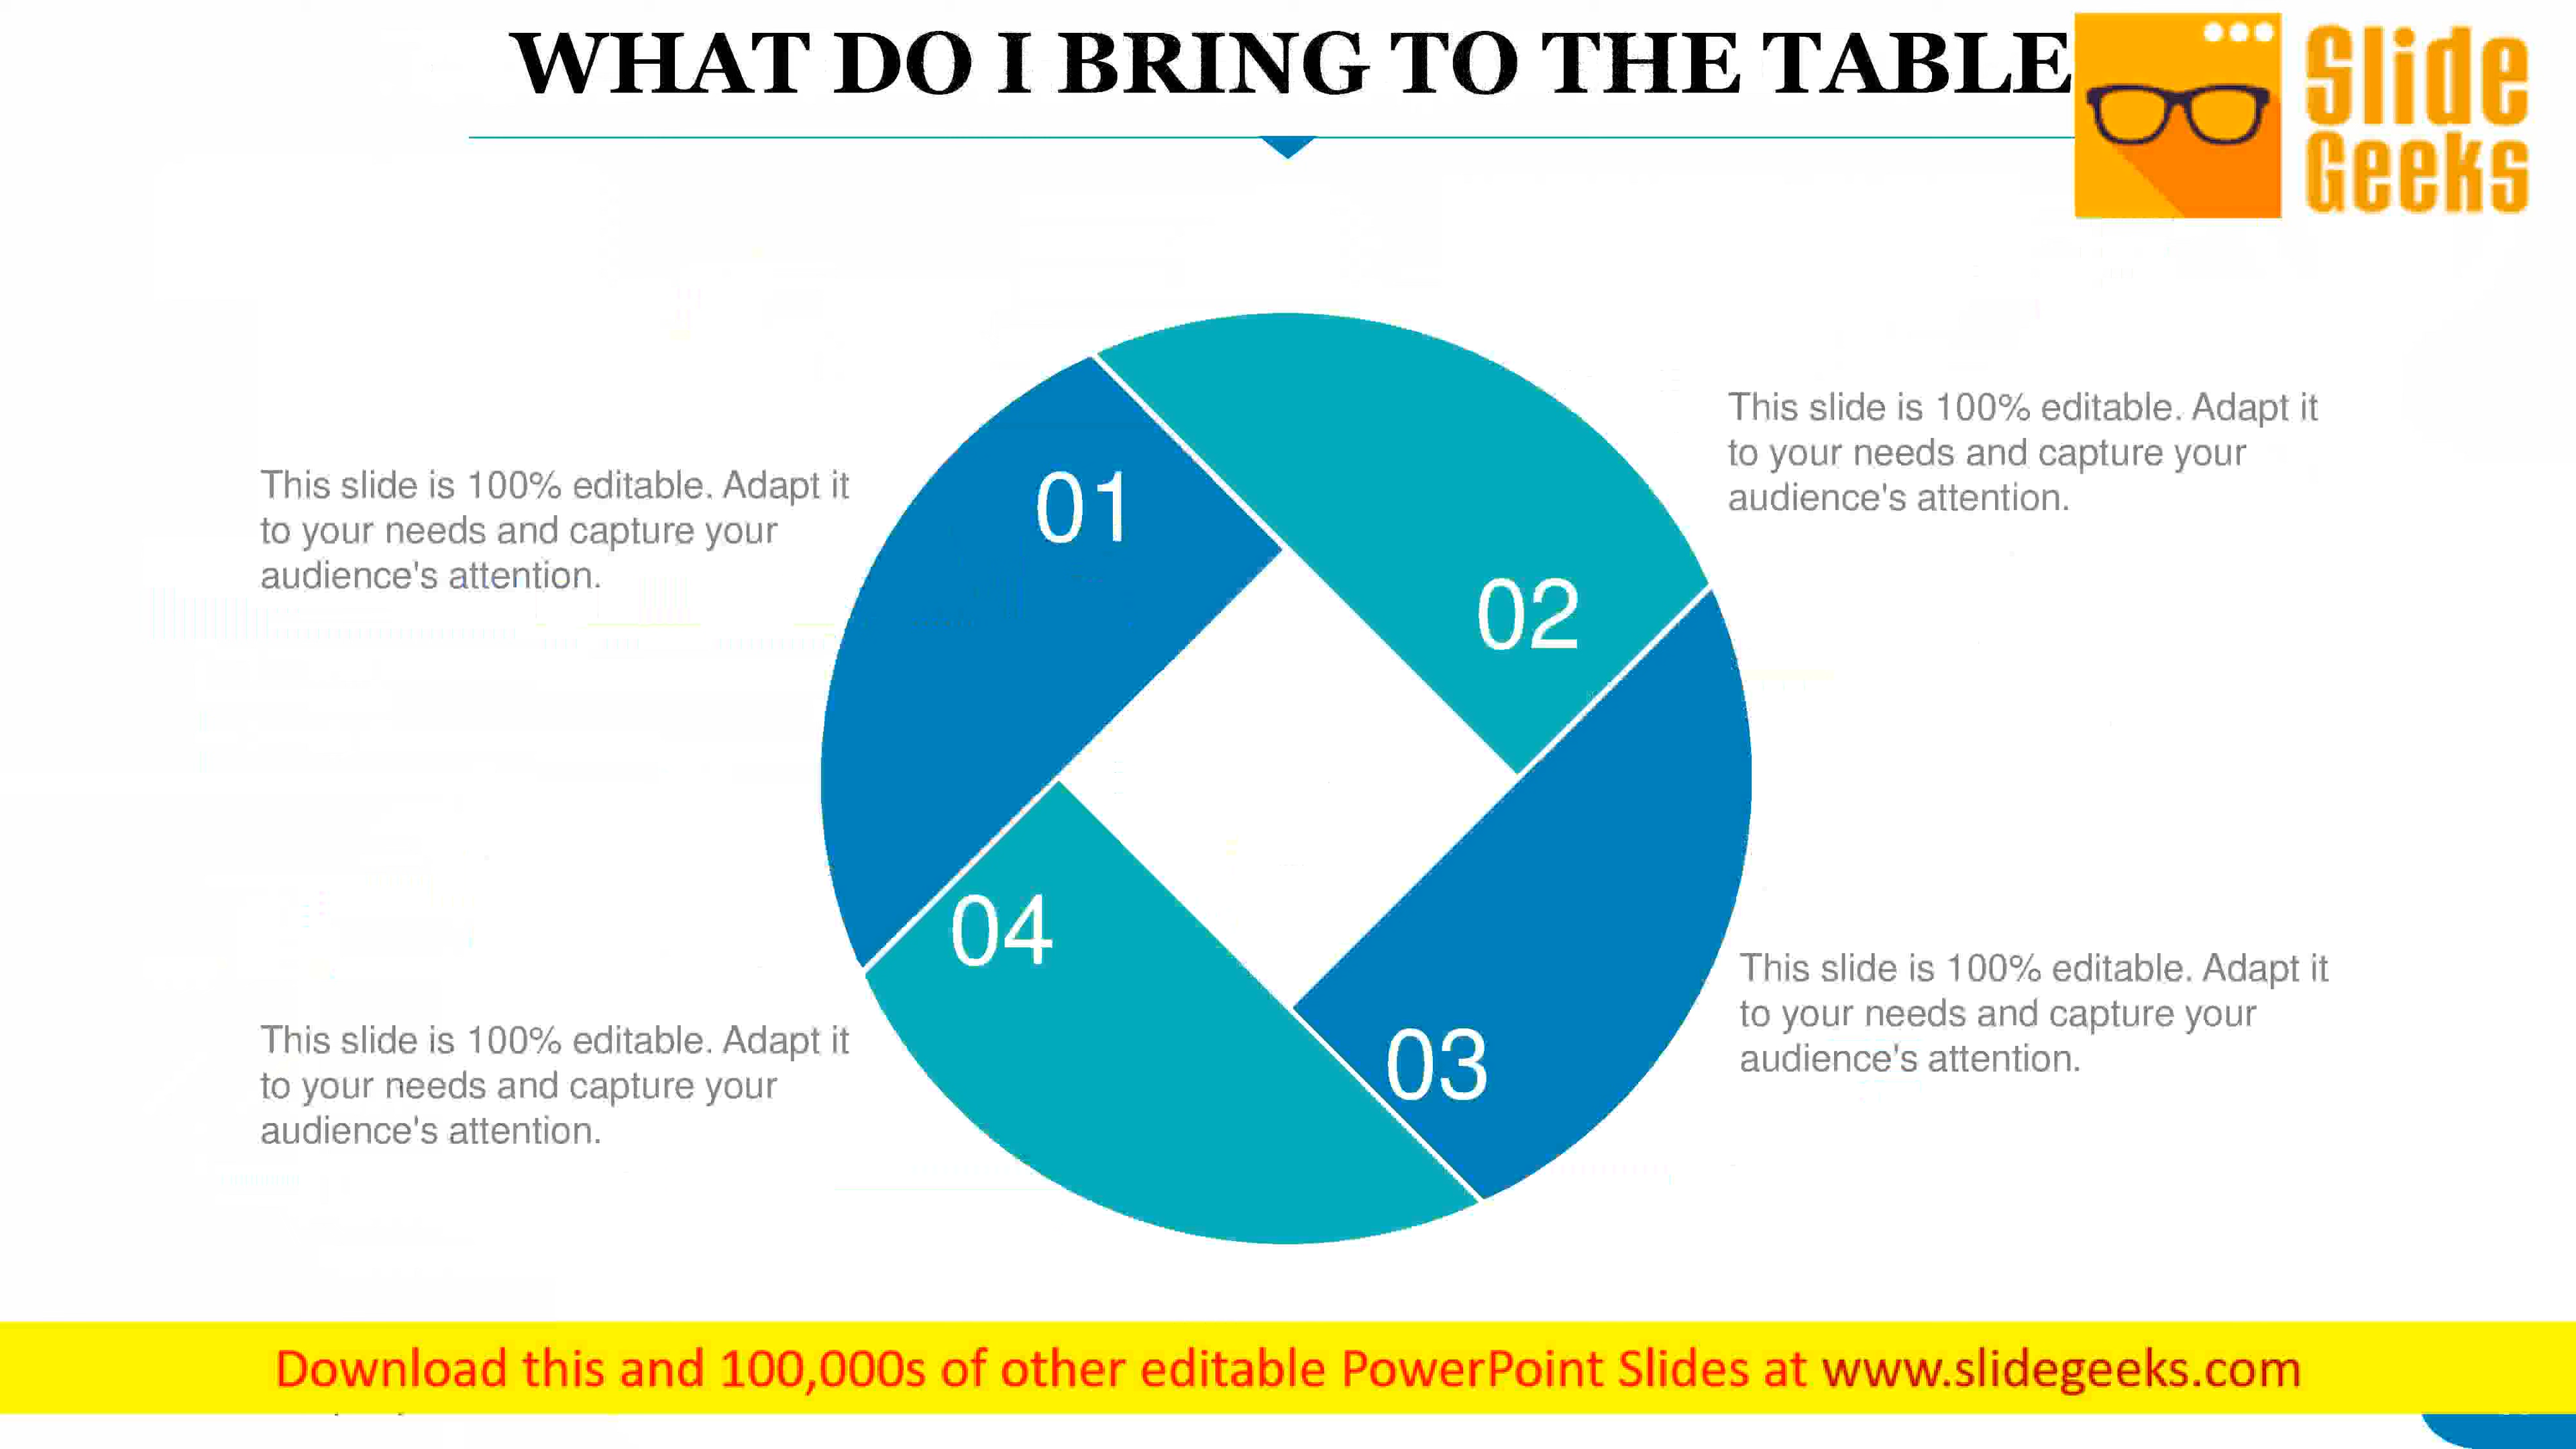 WHAT DO I BRING TO THE TABLE
Slide
Geeks
This slide is 100% editable. Adapt it
to your needs and capture your
audience's attention.
01
This slide is 100% editable. Adapt it
to your needs and capture your
audience's attention.
02
This slide is 100% editable. Adapt it
to your needs and capture your
audience's attention.
04
This slide is 100% editable. Adapt it
to your needs and capture your
audience's attention.
03
Download this and 100,000s of other editable PowerPoint Slides at www.slidegeeks.com